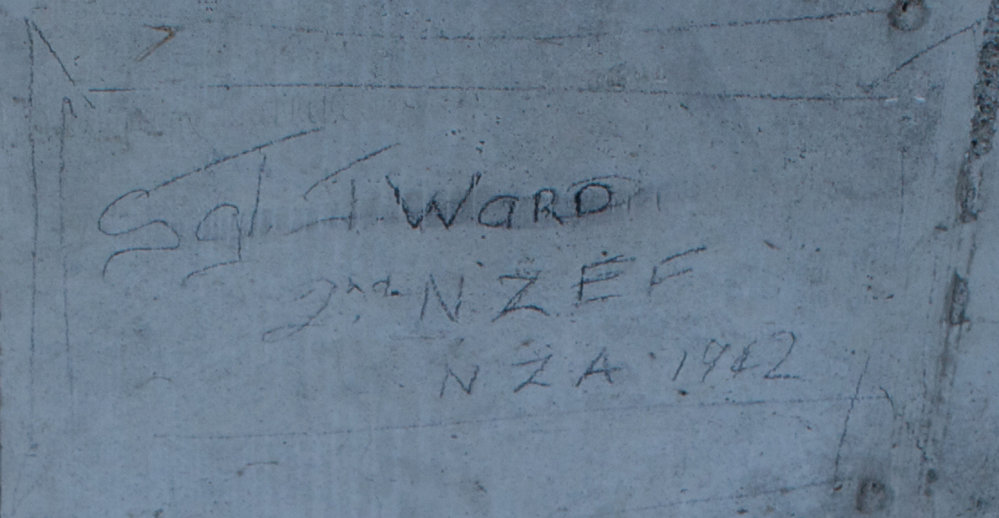 Sgt. I. WaRD
2nd N.Z.E.F
N Z A 1942